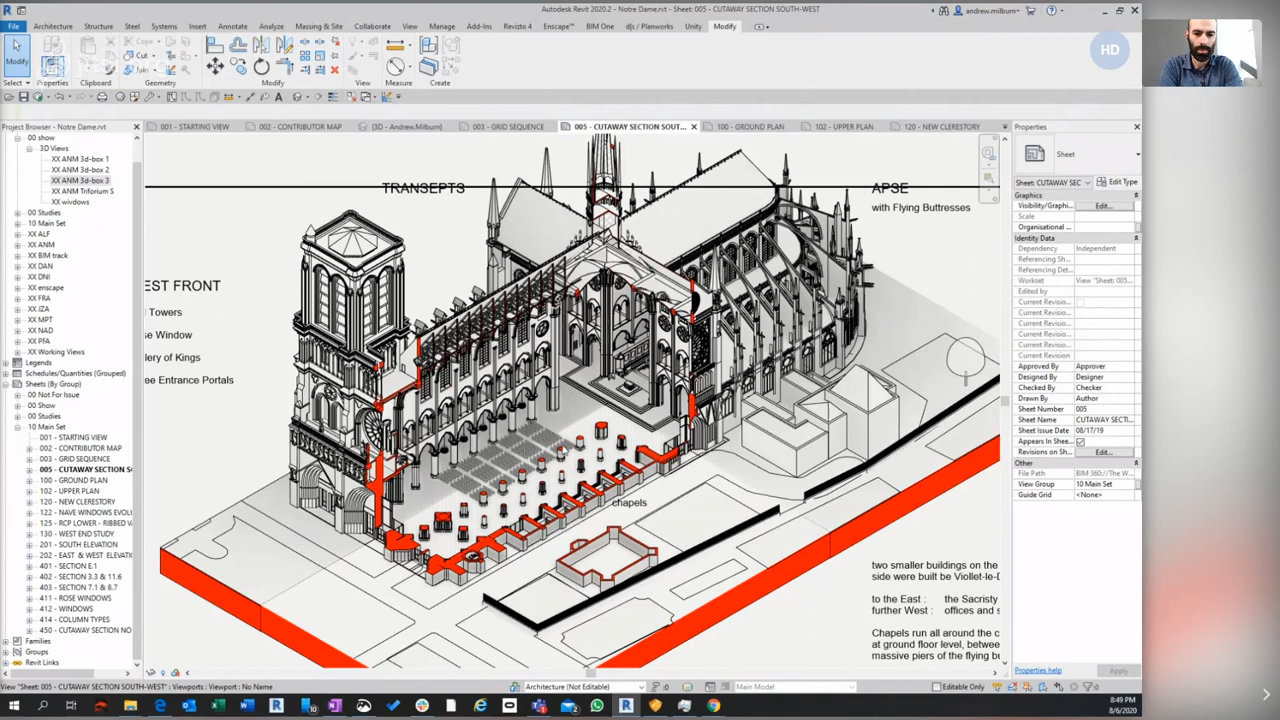 Autodesk Revit 2020.2 - Notre Dame.rvt - Sheet: 005 - CUTAWAY SECTION SOUTH-WEST
andrew.milburn
File Architecture Structure Steel Systems Insert Annotate Analyze Massing & Site Collaborate View Manage Add-Ins Revizto 4 Enscape™ BIM One djs / Planworks Unity Modify
HD
Modify
Cope
Cut
Join
Select Properties Clipboard Geometry Modify View Measure Create
Project Browser - Notre Dame.rvt
001 - STARTING VIEW
002 - CONTRIBUTOR MAP
(3D - Andrew.Milburn)
003 - GRID SEQUENCE
005 - CUTAWAY SECTION SOUT...
100 - GROUND PLAN
102 - UPPER PLAN
120 - NEW CLERESTORY
Properties
00 show
3D Views
XX ANM 3d-box 1
XX ANM 3d-box 2
XX ANM 3d-box 3
XX ANM Triforium S
XX windows
00 Studies
10 Main Set
XX ALF
XX ANM
XX BIM track
XX DAN
XX DNI
XX enscape
XX FRA
XX JZA
XX MPT
XX NAD
XX PFA
XX Working Views
Legends
Schedules/Quantities (Grouped)
Sheets (By Group)
00 Not For Issue
00 Show
00 Studies
10 Main Set
001 - STARTING VIEW
002 - CONTRIBUTOR MAP
003 - GRID SEQUENCE
005 - CUTAWAY SECTION S
100 - GROUND PLAN
102 - UPPER PLAN
120 - NEW CLERESTORY
122 - NAVE WINDOWS EVOL
125 - RCP LOWER - RIBBED V
130 - WEST END STUDY
201 - SOUTH ELEVATION
202 - EAST & WEST ELEVATIO
401 - SECTION E.1
402 - SECTION 3.3 & 11.6
403 - SECTION 7.1 & 8.7
411 - ROSE WINDOWS
412 - WINDOWS
414 - COLUMN TYPES
450 - CUTAWAY SECTION NO
Families
Groups
Revit Links
TRANSEPTS
APSE
with Flying Buttresses
EST FRONT
Towers
se Window
lery of Kings
ee Entrance Portals
chapels
two smaller buildings on the
side were built be Viollet-le-D
to the East : the Sacristy
further West : offices and s
Chapels run all around the c
at ground floor level, between
massive piers of the flying bu
Sheet
Sheet: CUTAWAY SEC Edit Type
Graphics
Visibility/Graphi... Edit...
Scale
Organisational ...
Identity Data
Dependency Independent
Referencing Sh...
Referencing Det...
Workset View "Sheet: 005...
Edited by
Current Revisio...
Current Revisio...
Current Revisio...
Current Revisio...
Current Revisio...
Current Revisio...
Approved By Approver
Designed By Designer
Checked By Checker
Drawn By Author
Sheet Number 005
Sheet Name CUTAWAY SECTI...
Sheet Issue Date 08/17/19
Appears In Shee...
Revisions on Sh... Edit...
Other
File Path BIM 360://The W...
View Group 10 Main Set
Guide Grid <None>
Properties help Apply
View "Sheet: 005 - CUTAWAY SECTION SOUTH-WEST" : Viewports : Viewport : No Name
Architecture (Not Editable)
:0
Main Model
Editable Only
:0
8:49 PM
8/6/2020